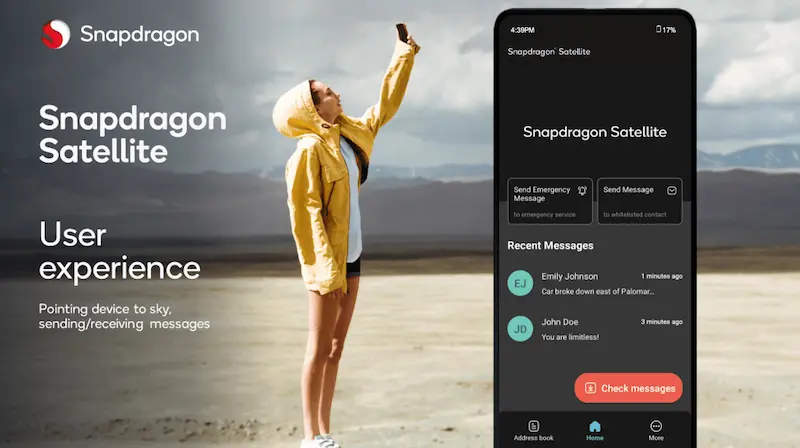 Snapdragon
Snapdragon
Satellite
User
experience
Pointing device to sky,
sending/receiving messages
4:39PM
17%
Snapdragon® Satellite
Snapdragon Satellite
Send Emergency
Message
to emergency service
Send Message
to whitelisted contact
Recent Messages
EJ
Emily Johnson
1 minutes ago
Car broke down east of Palomar...
JD
John Doe
3 minutes ago
You are limitless!
Check messages
Address book
Home
More